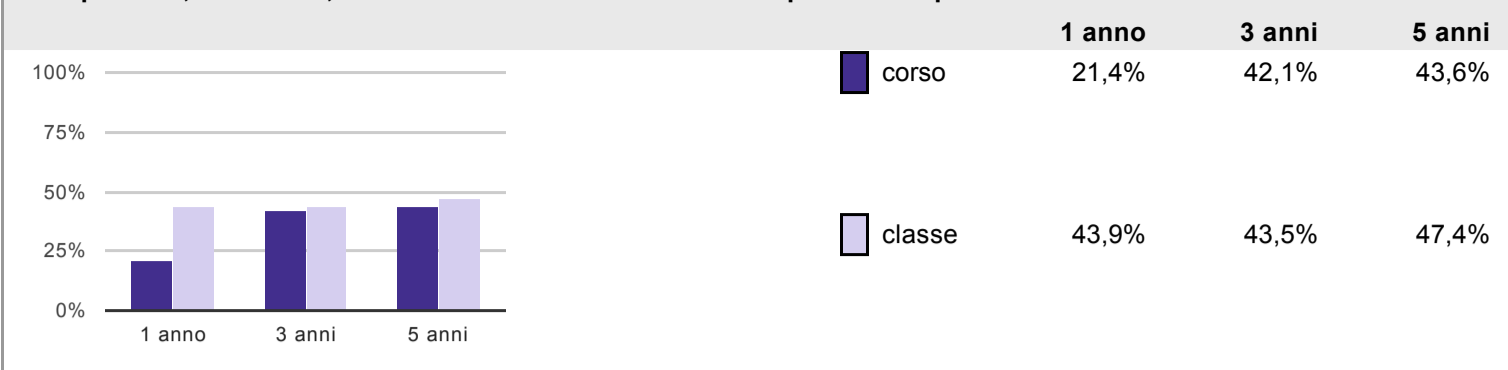 1 anno 3 anni 5 anni
corso 21,4% 42,1% 43,6%
classe 43,9% 43,5% 47,4%
100%
75%
50%
25%
0%
1 anno 3 anni 5 anni